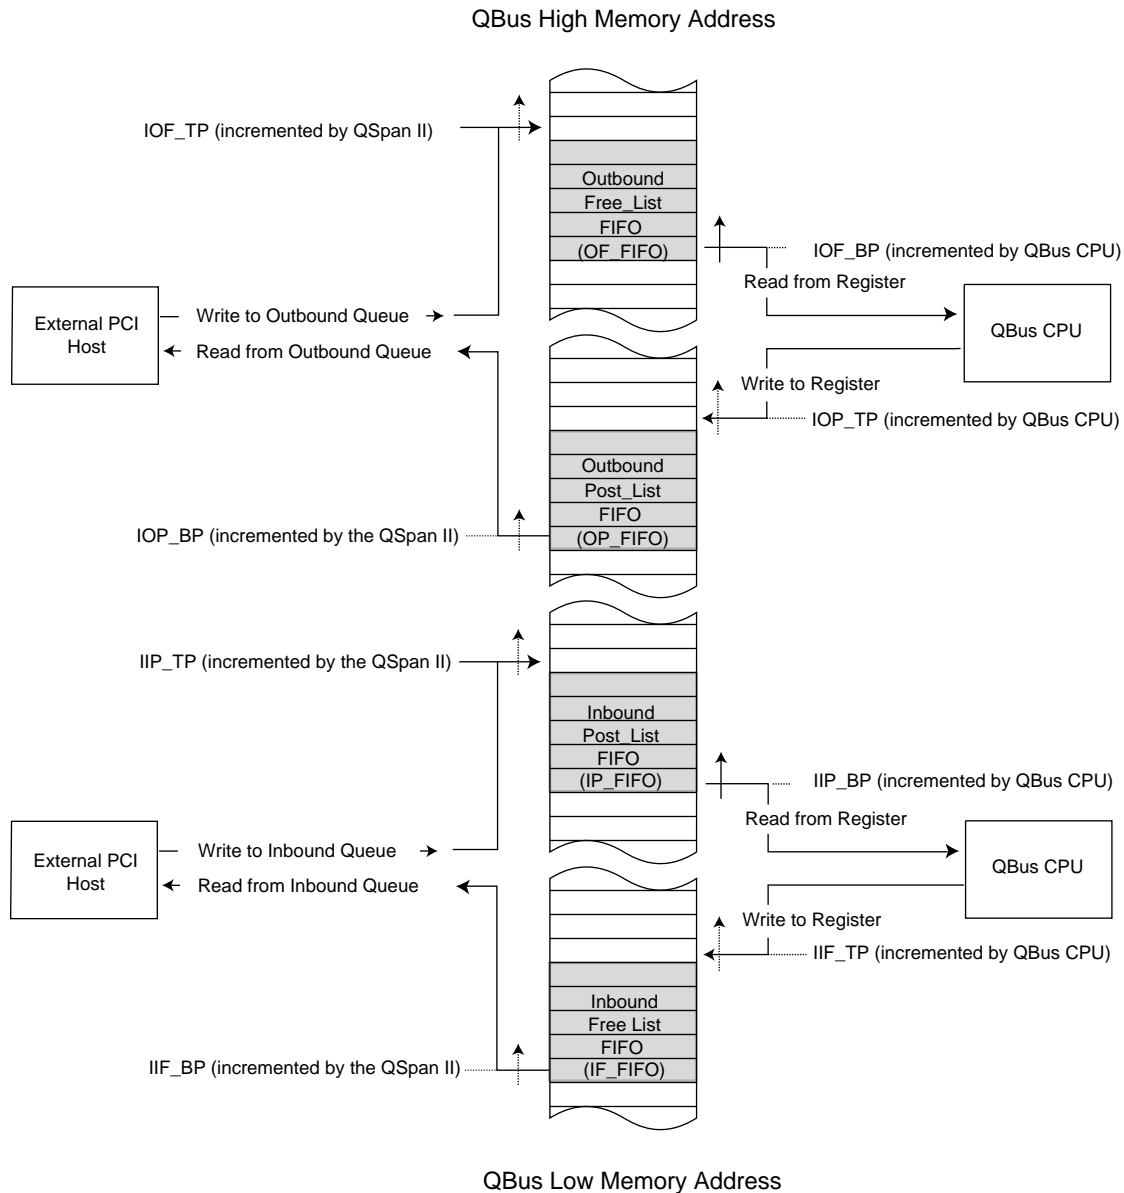 QBus High Memory Address
IOF_TP (incremented by QSpan II)
Outbound
Free_List
FIFO
(OF_FIFO)
IOF_BP (incremented by QBus CPU)
Read from Register
External PCI
Host
Write to Outbound Queue
Read from Outbound Queue
QBus CPU
Write to Register
IOP_TP (incremented by QBus CPU)
Outbound
Post_List
FIFO
(OP_FIFO)
IOP_BP (incremented by the QSpan II)
IIP_TP (incremented by the QSpan II)
Inbound
Post_List
FIFO
(IP_FIFO)
IIP_BP (incremented by QBus CPU)
Read from Register
External PCI
Host
Write to Inbound Queue
Read from Inbound Queue
QBus CPU
Write to Register
IIF_TP (incremented by QBus CPU)
Inbound
Free List
FIFO
(IF_FIFO)
IIF_BP (incremented by the QSpan II)
QBus Low Memory Address